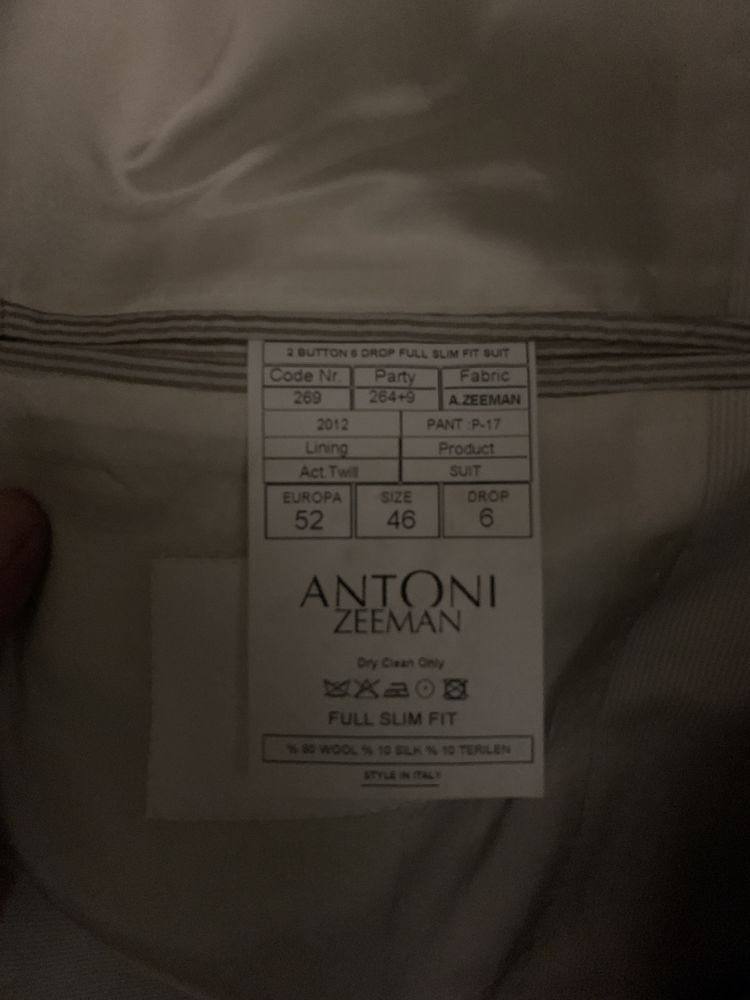 2 BUTTON 6 DROP FULL SLIM FIT SUIT
Code Nr. Party Fabric
269 264+9 A.ZEEMAN
2012 PANT :P-17
Lining Product
Act.Twill SUIT
EUROPA SIZE DROP
52 46 6
ANTONI
ZEEMAN
Dry Clean Only
FULL SLIM FIT
% 80 WOOL % 10 SILK % 10 TERILEN
STYLE IN ITALY